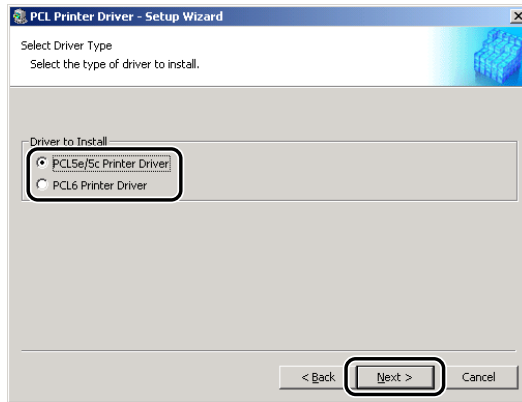 PCL Printer Driver - Setup Wizard
Select Driver Type
Select the type of driver to install.
Driver to Install
PCL5e/5c Printer Driver
PCL6 Printer Driver
< Back Next > Cancel